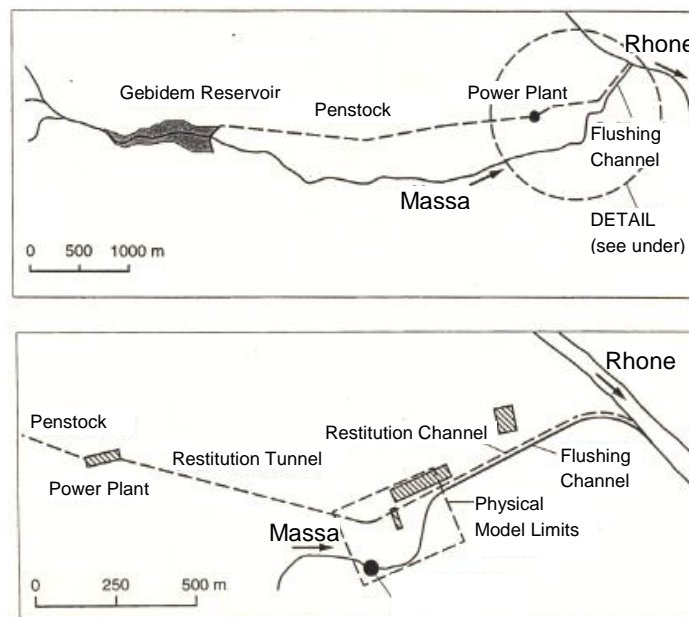 Rhone
Power Plant
Gebidem Reservoir
Penstock
Flushing
Channel
Massa
DETAIL
(see under)
0 500 1000 m
Rhone
Penstock
Restitution Channel
Restitution Tunnel
Flushing
Channel
Power Plant
Physical
Model Limits
Massa
0 250 500 m